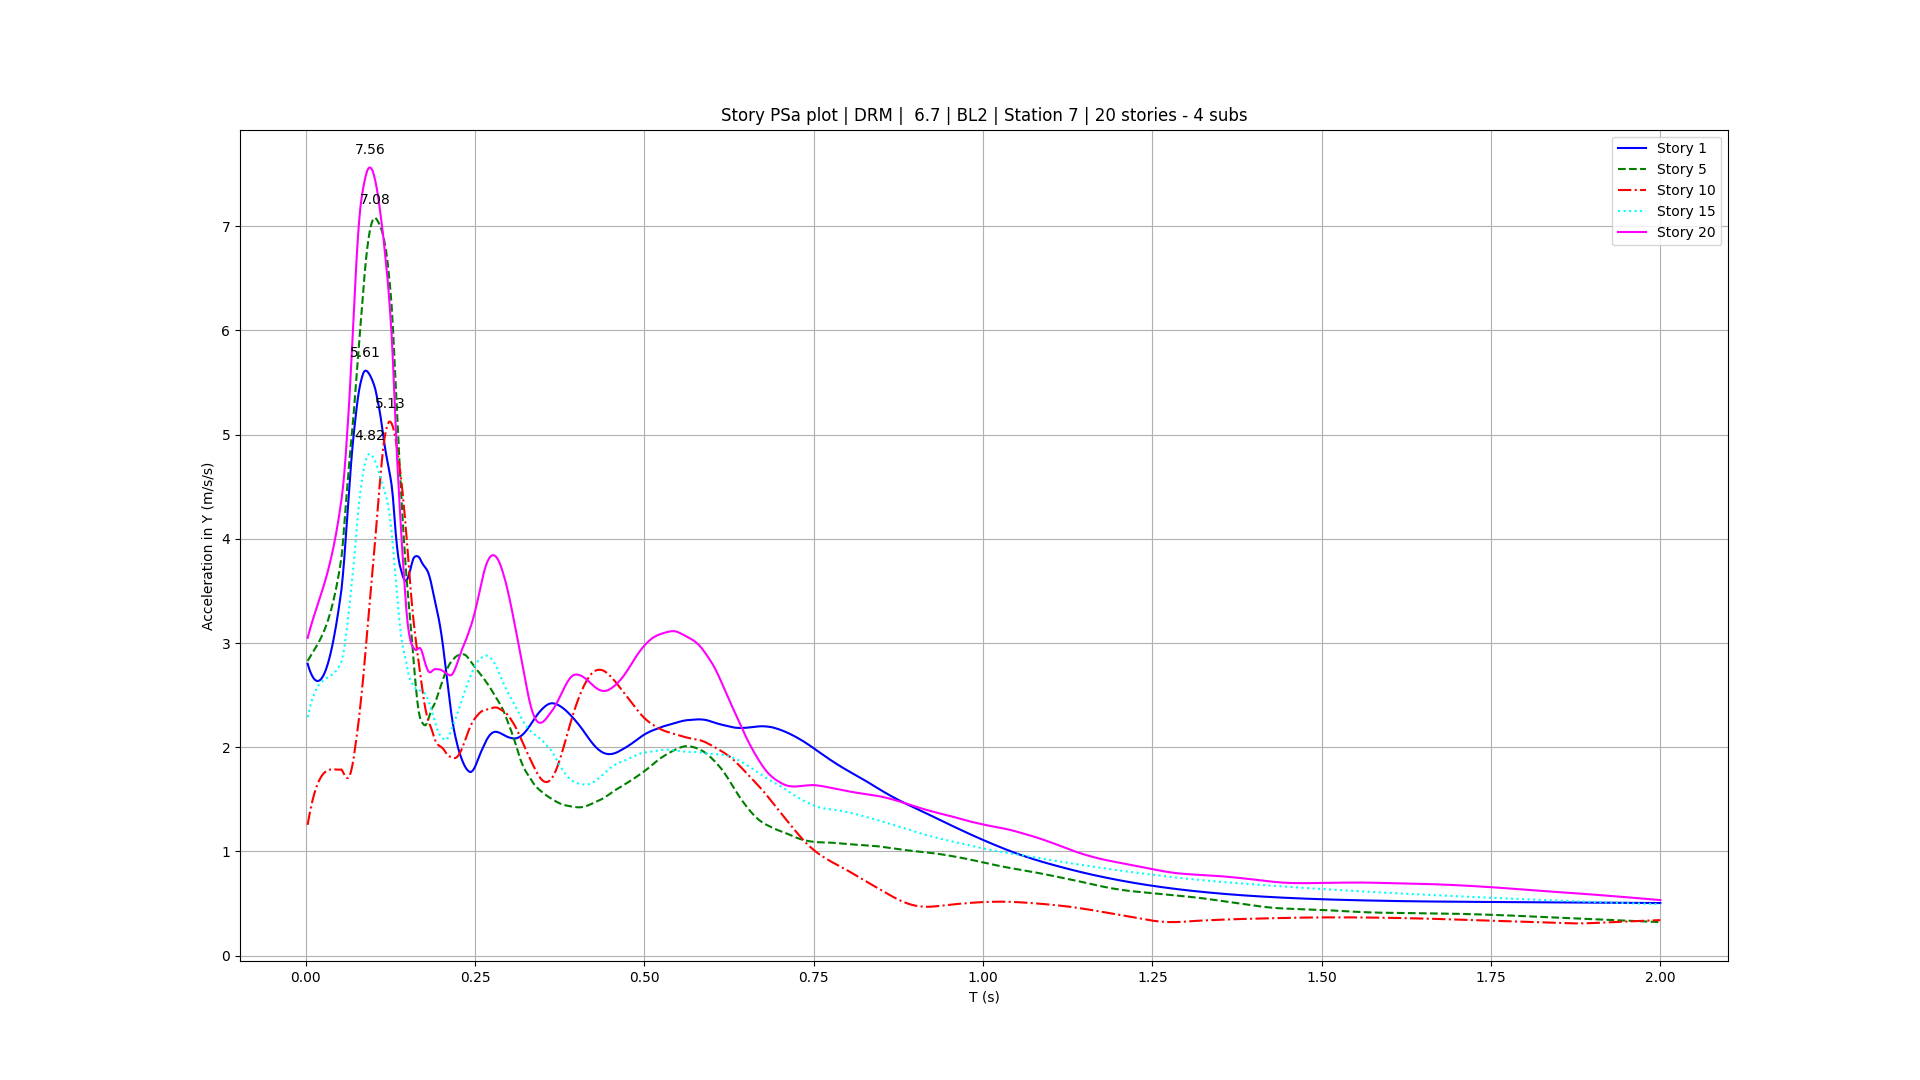 Story PSa plot | DRM |  6.7 | BL2 | Station 7 | 20 stories - 4 subs
7.56
7.08
5.61
5.13
4.82
Story 1
Story 5
Story 10
Story 15
Story 20
Acceleration in Y (m/s/s)
7
6
5
4
3
2
1
0
0.00 0.25 0.50 0.75 1.00 1.25 1.50 1.75 2.00
T (s)